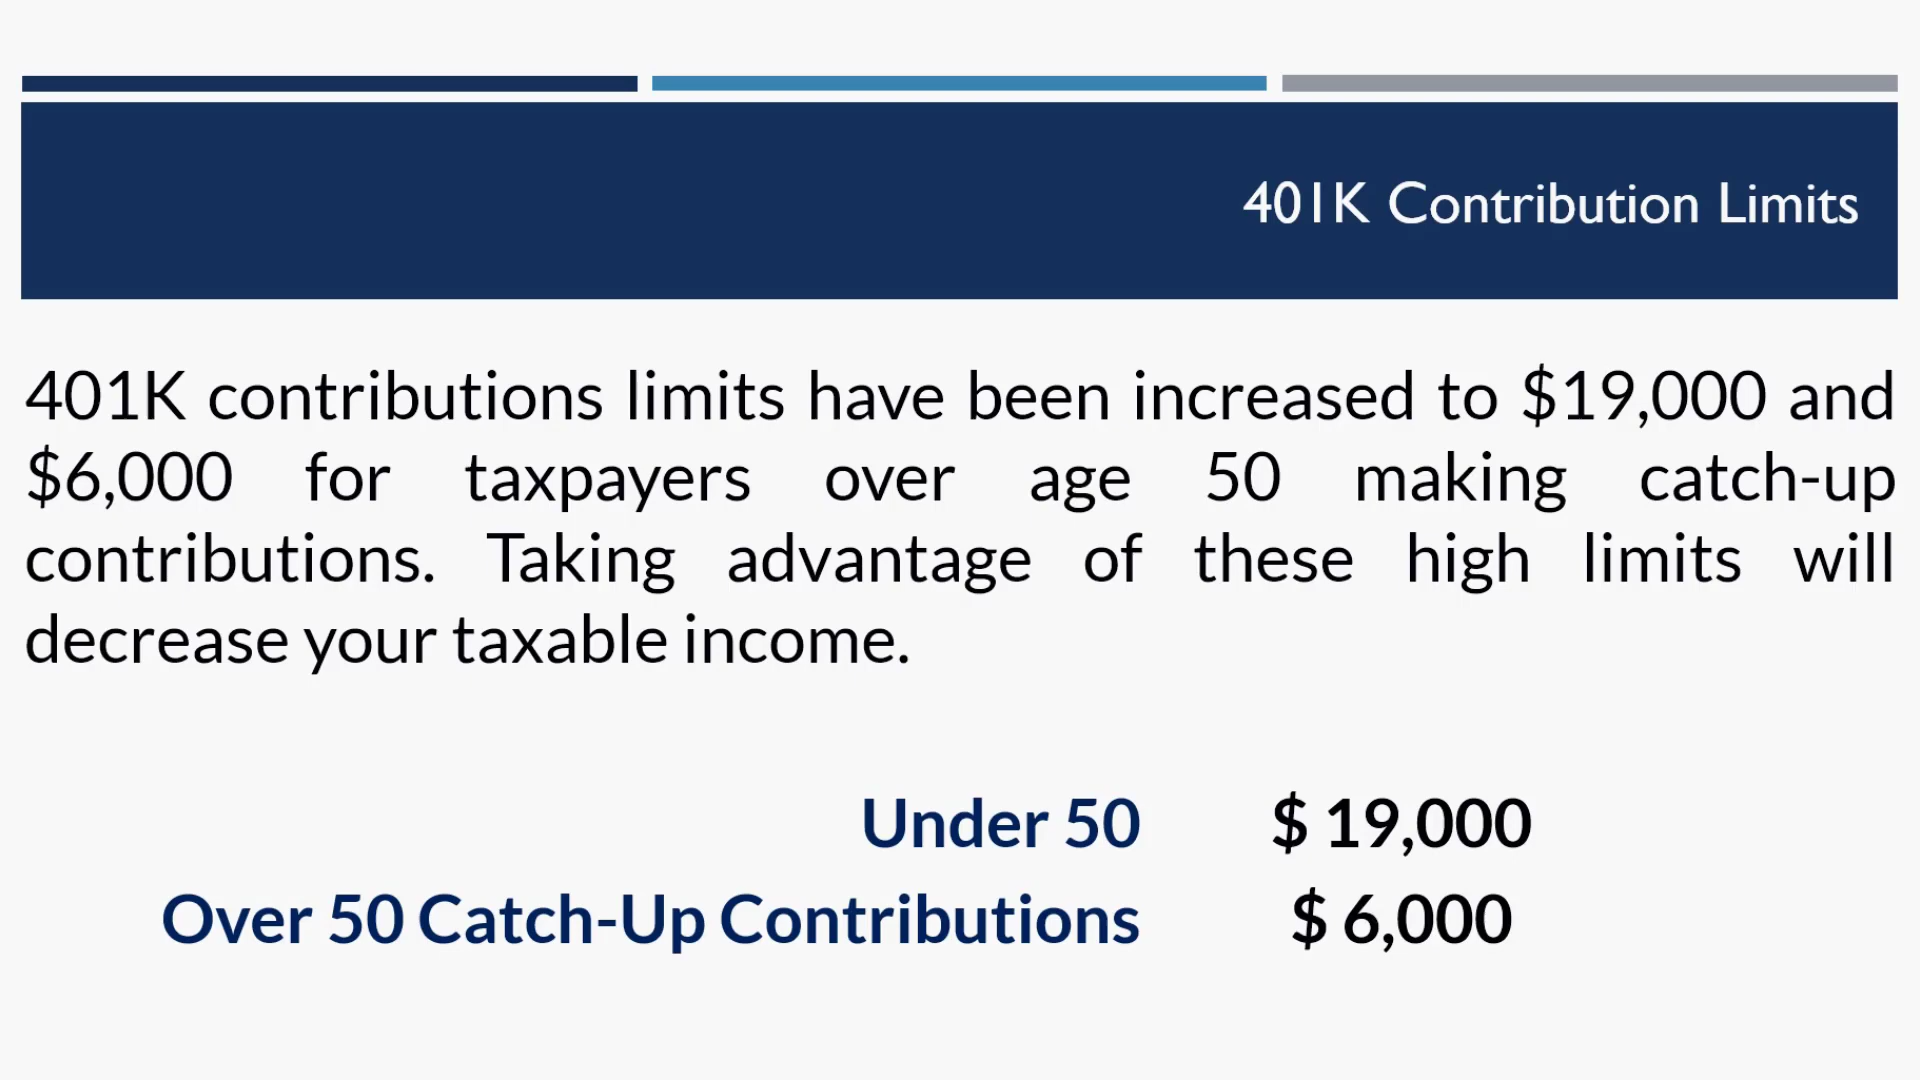 401K Contribution Limits
401K contributions limits have been increased to $19,000 and
$6,000 for taxpayers over age 50 making catch-up
contributions. Taking advantage of these high limits will
decrease your taxable income.
Under 50 $ 19,000
Over 50 Catch-Up Contributions $ 6,000